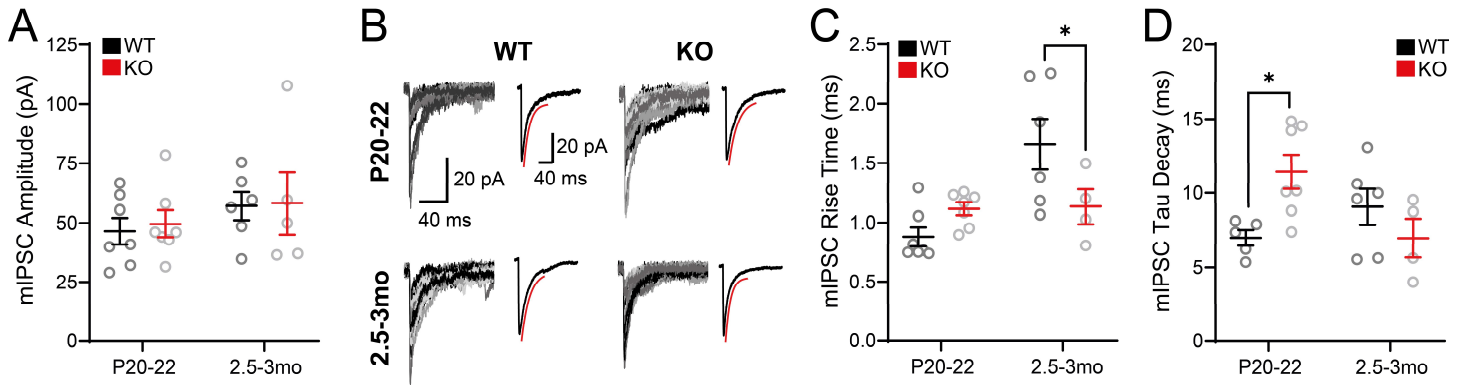 A
mIPSC Amplitude (pA)
125
100
75
50
25
0
WT
KO
P20-22
2.5-3mo
B
WT
KO
P20-22
20 pA
40 ms
20 pA
40 ms
2.5-3mo
C
mIPSC Rise Time (ms)
2.5
2.0
1.5
1.0
0.5
0.0
WT
KO
*
P20-22
2.5-3mo
D
mIPSC Tau Decay (ms)
20
15
10
5
0
WT
KO
*
P20-22
2.5-3mo